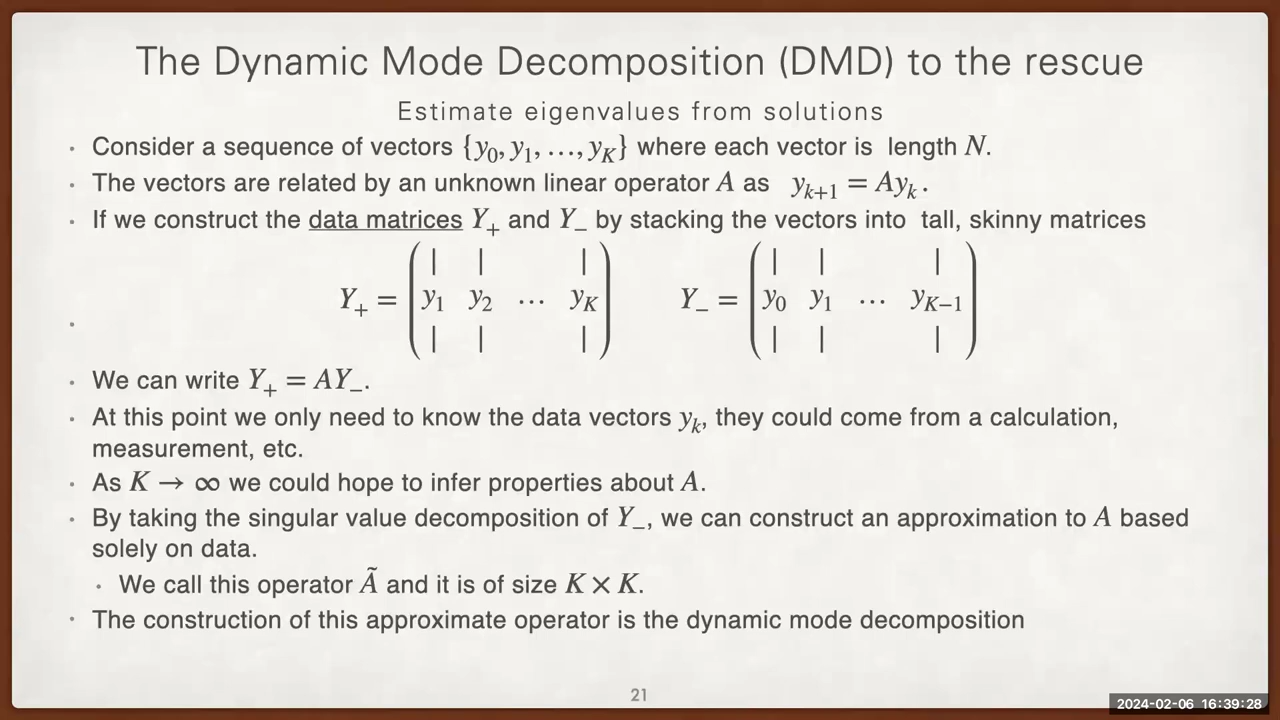 The Dynamic Mode Decomposition (DMD) to the rescue
Estimate eigenvalues from solutions
· Consider a sequence of vectors {y₀, y₁, …, y_K} where each vector is length N.
· The vectors are related by an unknown linear operator A as y_{k+1} = Ay_k.
· If we construct the data matrices Y₊ and Y₋ by stacking the vectors into tall, skinny matrices
· Y₊ = (| | |; y₁ y₂ ⋯ y_K; | | |) Y₋ = (| | |; y₀ y₁ ⋯ y_{K−1}; | | |)
· We can write Y₊ = AY₋.
· At this point we only need to know the data vectors y_k, they could come from a calculation,
measurement, etc.
· As K → ∞ we could hope to infer properties about A.
· By taking the singular value decomposition of Y₋, we can construct an approximation to A based
solely on data.
· We call this operator Ã and it is of size K × K.
· The construction of this approximate operator is the dynamic mode decomposition
21
2024-02-06 16:39:28